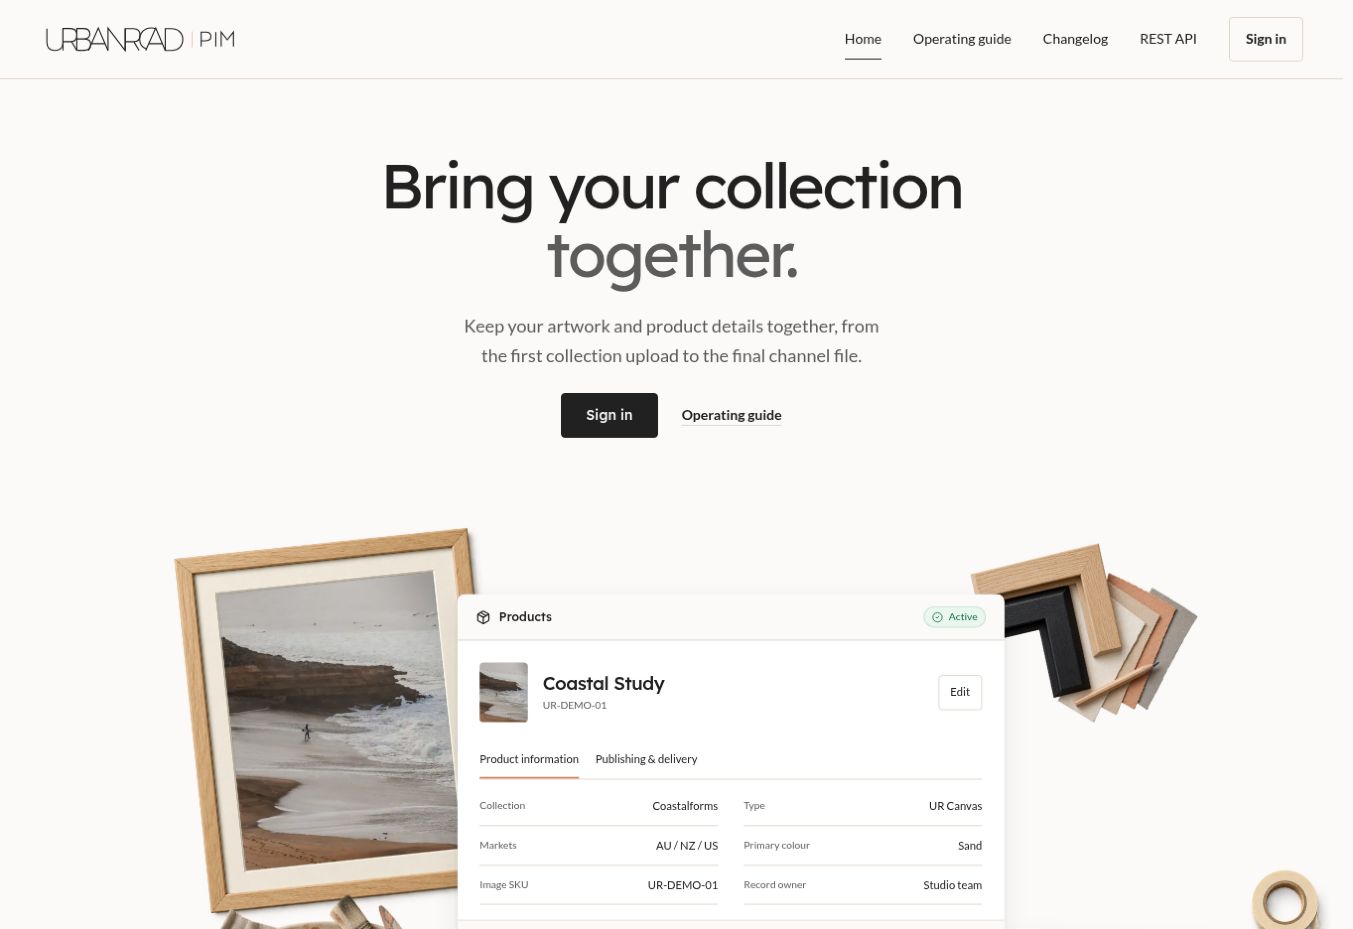 URBANROAD | PIM
Home
Operating guide
Changelog
REST API
Sign in
Bring your collection
together.
Keep your artwork and product details together, from
the first collection upload to the final channel file.
Sign in
Operating guide
Products
Active
Coastal Study
UR-DEMO-01
Edit
Product information
Publishing & delivery
Collection
Coastalforms
Type
UR Canvas
Markets
AU / NZ / US
Primary colour
Sand
Image SKU
UR-DEMO-01
Record owner
Studio team